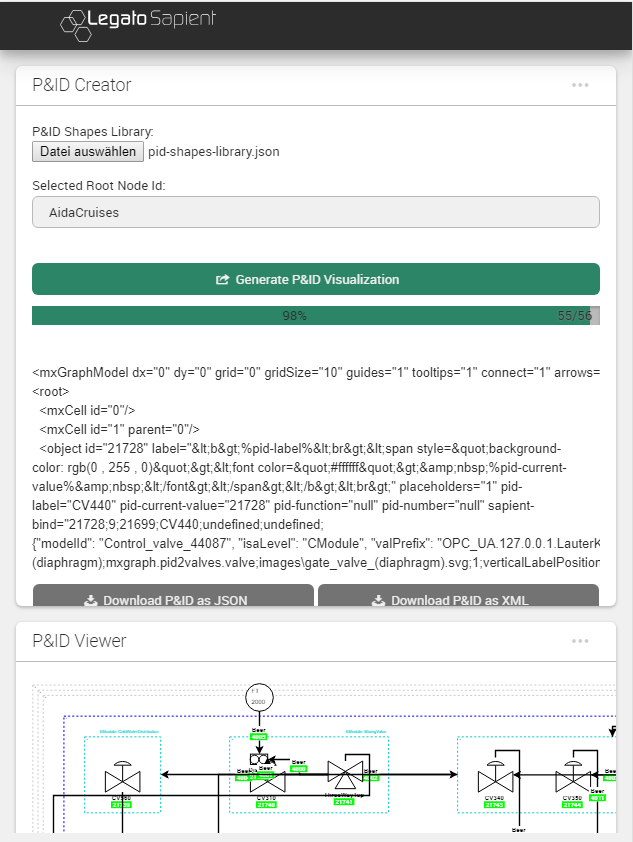 Legato Sapient
P&ID Creator
P&ID Shapes Library:
Datei auswählen pid-shapes-library.json
Selected Root Node Id:
AidaCruises
Generate P&ID Visualization
98% 55/56
<mxGraphModel dx="0" dy="0" grid="0" gridSize="10" guides="1" tooltips="1" connect="1" arrows=
<root>
<mxCell id="0"/>
<mxCell id="1" parent="0"/>
<object id="21728" label="&lt;b&gt;%pid-label%&lt;br&gt;&lt;span style=&quot;background-
color: rgb(0 , 255 , 0)&quot;&gt;&lt;font color=&quot;#ffffff&quot;&gt;&amp;nbsp;%pid-current-
value%&amp;nbsp;&lt;/font&gt;&lt;/span&gt;&lt;/b&gt;&lt;br&gt;" placeholders="1" pid-
label="CV440" pid-current-value="21728" pid-function="null" pid-number="null" sapient-
bind="21728;9;21699;CV440;undefined;undefined;
{"modelId": "Control_valve_44087", "isaLevel": "CModule", "valPrefix": "OPC_UA.127.0.0.1.LauterK
(diaphragm);mxgraph.pid2valves.valve;images\gate_valve_(diaphragm).svg;1;verticalLabelPosition
Download P&ID as JSON Download P&ID as XML
P&ID Viewer
FT
2000
Beer
Beer
Beer
Beer
Beer
CV310
21740
21741
CV340
21743
CV350
21744
Beer
Beer